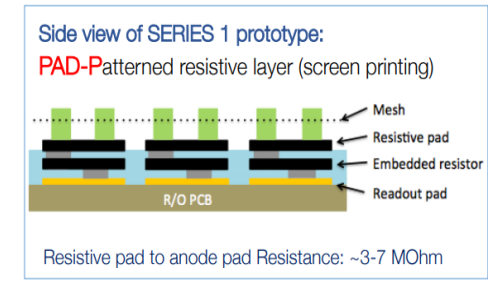 Side view of SERIES 1 prototype:
PAD-Patterned resistive layer (screen printing)
Mesh
Resistive pad
Embedded resistor
Readout pad
R/O PCB
Resistive pad to anode pad Resistance: ~3-7 MOhm